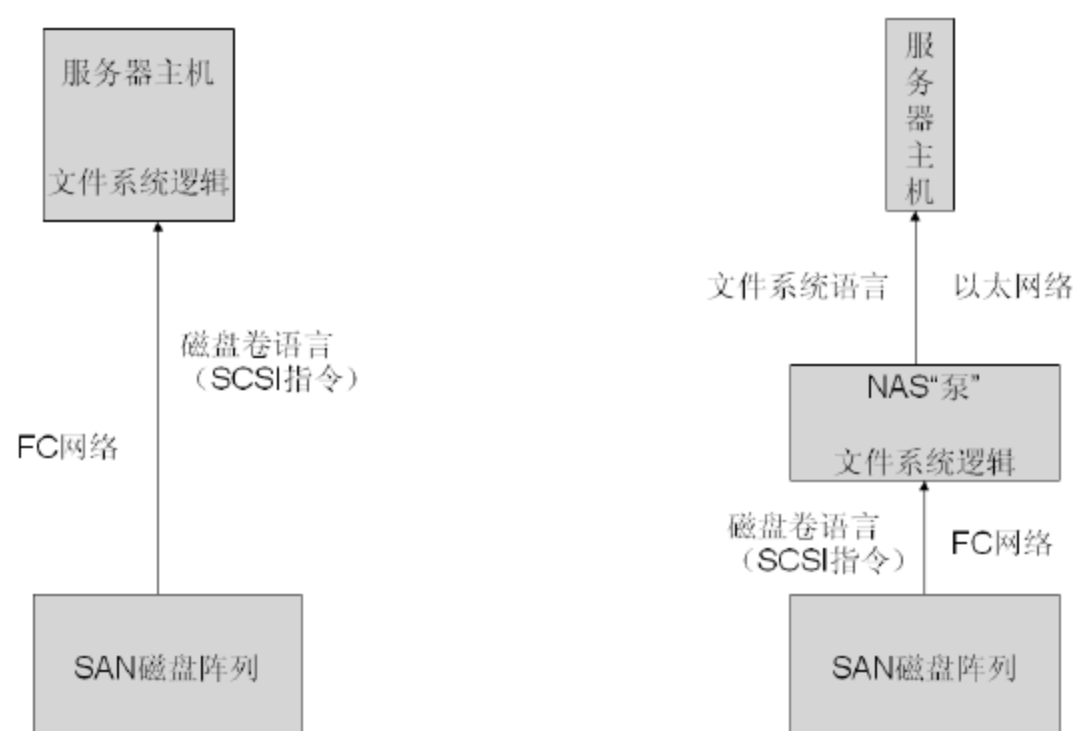 服务器主机
文件系统逻辑
磁盘卷语言
（SCSI指令）
FC网络
SAN磁盘阵列
服务器主机
文件系统语言
以太网络
NAS“泵”
文件系统逻辑
磁盘卷语言
（SCSI指令）
FC网络
SAN磁盘阵列